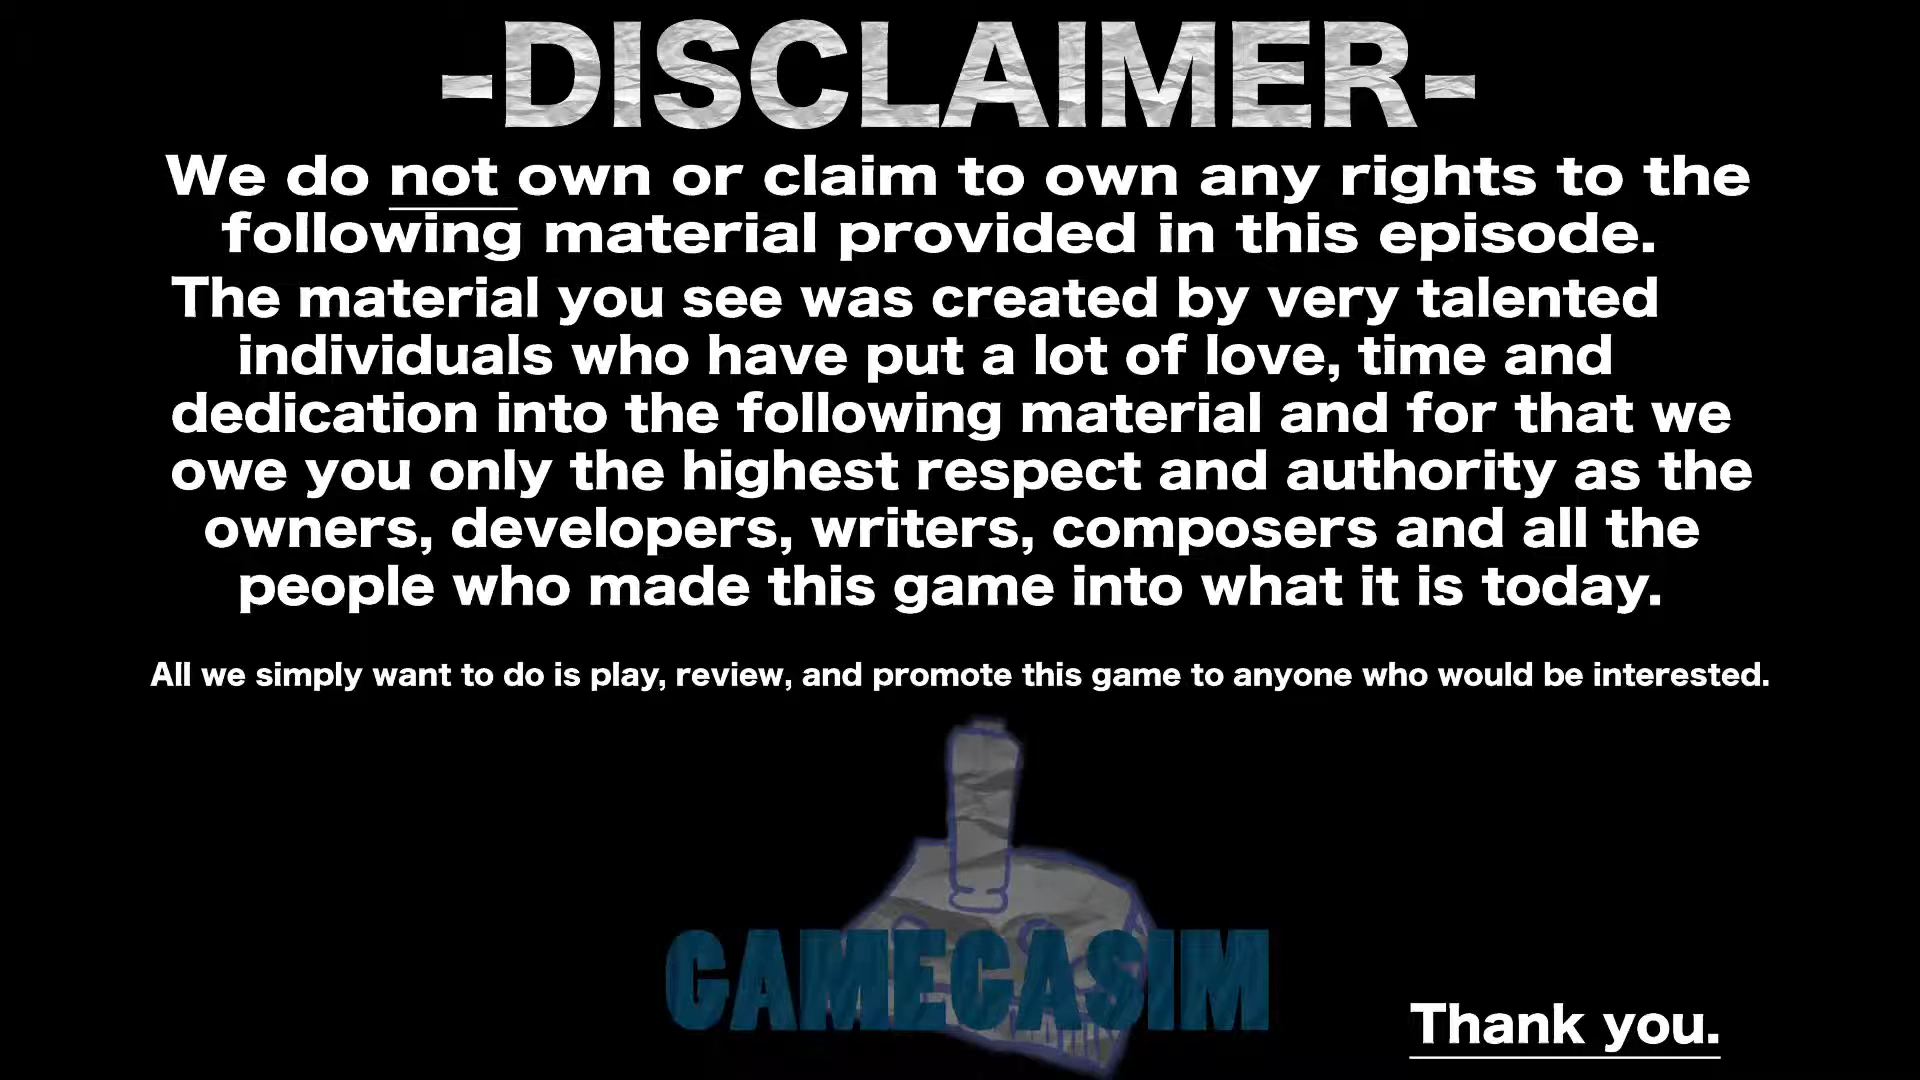 -DISCLAIMER-
We do not own or claim to own any rights to the
following material provided in this episode.
The material you see was created by very talented
individuals who have put a lot of love, time and
dedication into the following material and for that we
owe you only the highest respect and authority as the
owners, developers, writers, composers and all the
people who made this game into what it is today.
All we simply want to do is play, review, and promote this game to anyone who would be interested.
GAMEGASIM
Thank you.